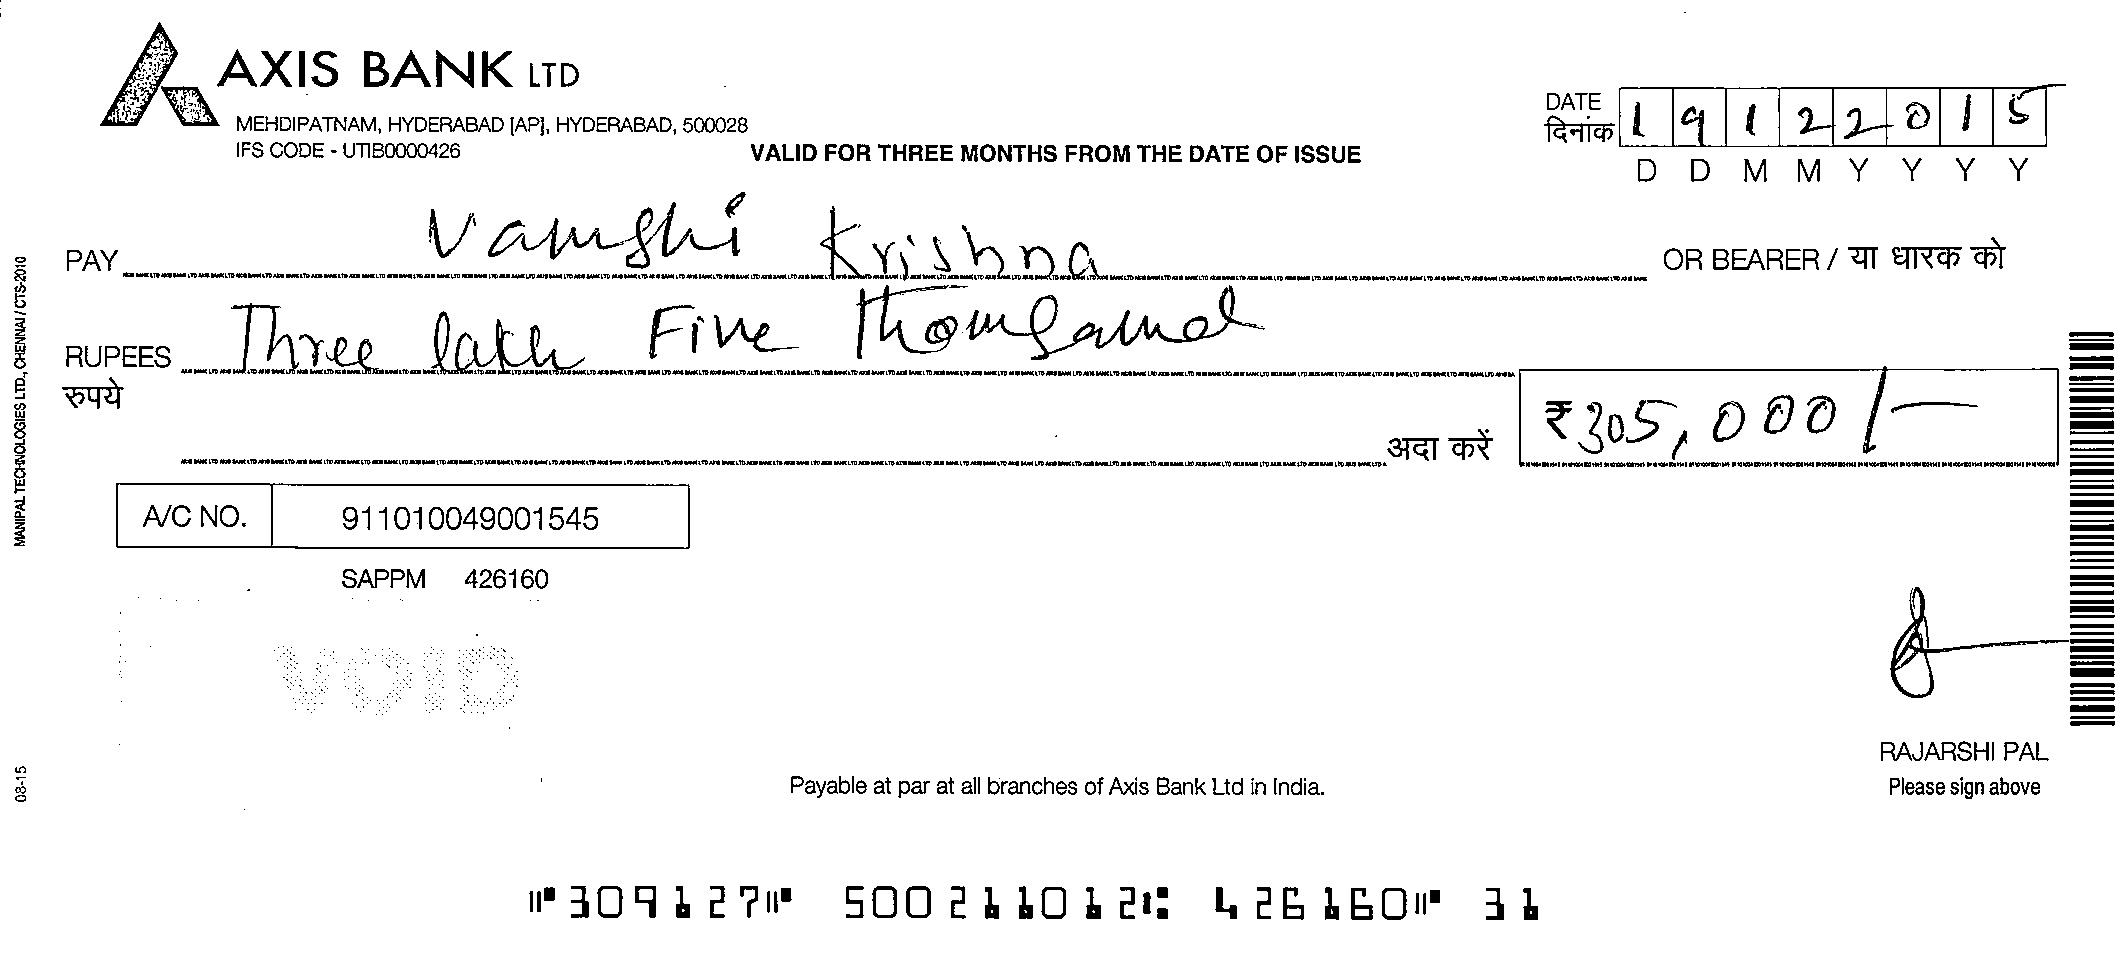 AXIS BANK LTD
MEHDIPATNAM, HYDERABAD [AP], HYDERABAD, 500028
IFS CODE - UTIB0000426
VALID FOR THREE MONTHS FROM THE DATE OF ISSUE
DATE
दिनांक 1 9 1 2 2 0 1 5
D D M M Y Y Y Y
PAY Vamshi Krishna OR BEARER / या धारक को
RUPEES Three lakh Five Thousand
रुपये
अदा करें ₹ 305,000/-
A/C NO. 911010049001545
SAPPM 426160
VOID
RAJARSHI PAL
Please sign above
Payable at par at all branches of Axis Bank Ltd in India.
MANIPAL TECHNOLOGIES LTD., CHENNAI / CTS-2010
08-15
⑈309127⑈ 500211012⑆ 426160⑈ 31